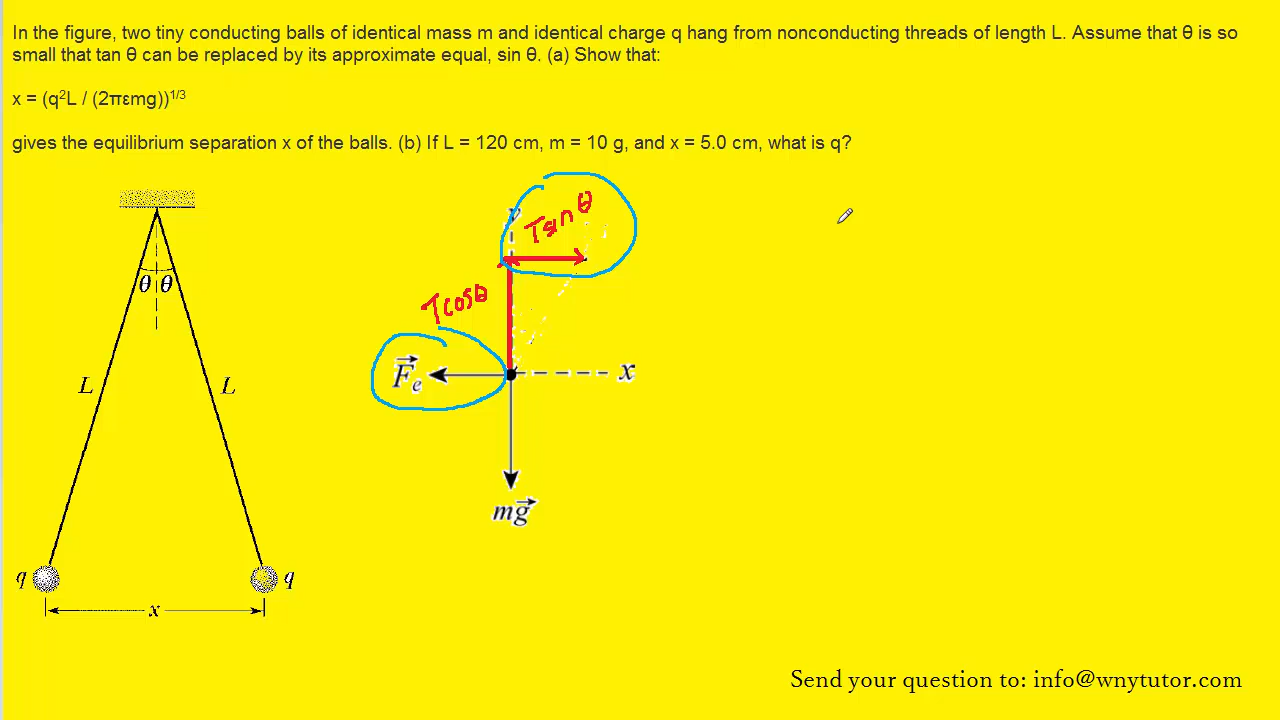 In the figure, two tiny conducting balls of identical mass m and identical charge q hang from nonconducting threads of length L. Assume that θ is so
small that tan θ can be replaced by its approximate equal, sin θ. (a) Show that:
x = (q²L / (2πεmg))¹/³
gives the equilibrium separation x of the balls. (b) If L = 120 cm, m = 10 g, and x = 5.0 cm, what is q?
Tsinθ
θ θ
Tcosθ
L L
F⃗e
x
mg⃗
q q
x
Send your question to: info@wnytutor.com